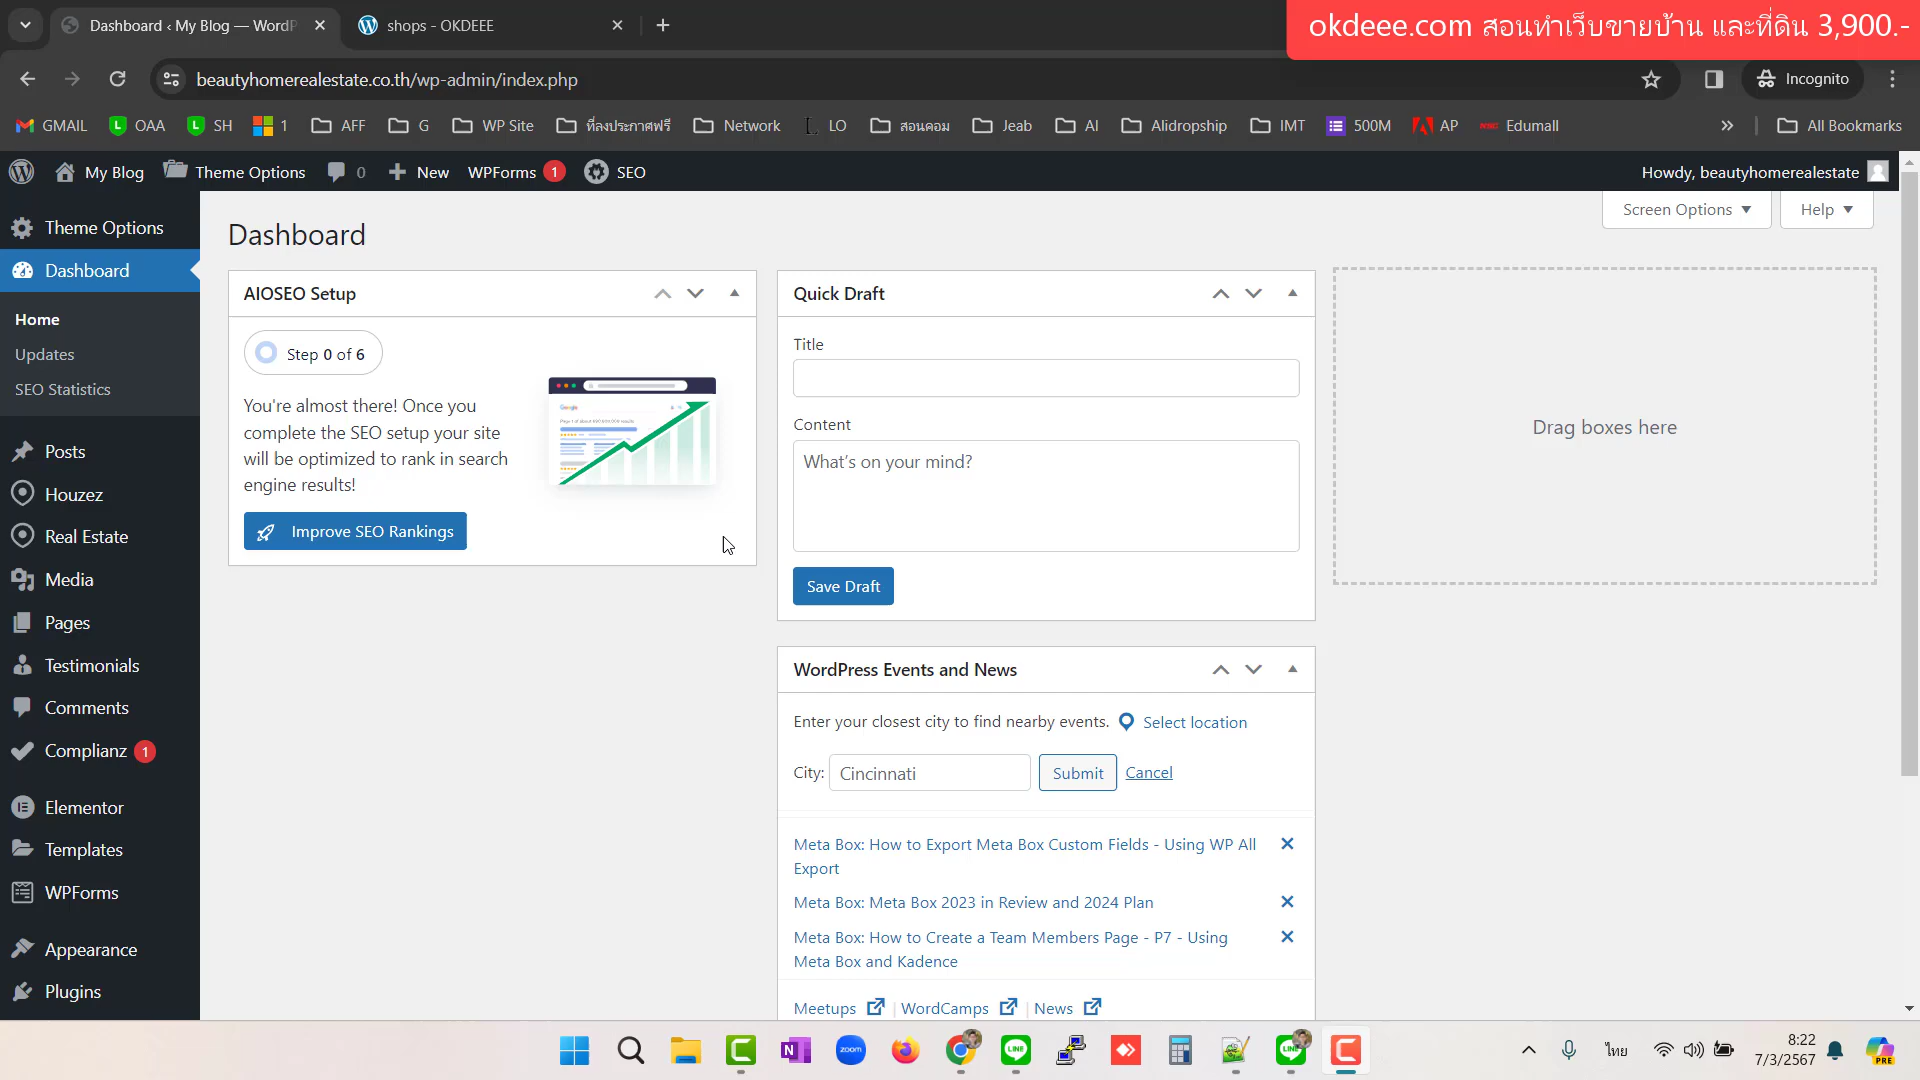 Dashboard ‹ My Blog — WordP
shops - OKDEEE
okdeee.com สอนทำเว็บขายบ้าน และที่ดิน 3,900.-
beautyhomerealestate.co.th/wp-admin/index.php
Incognito
GMAIL
OAA
SH
1
AFF
G
WP Site
ที่ลงประกาศฟรี
Network
LO
สอนคอม
Jeab
AI
Alidropship
IMT
500M
AP
Edumall
All Bookmarks
My Blog
Theme Options
0
New
WPForms 1
SEO
Howdy, beautyhomerealestate
Screen Options
Help
Theme Options
Dashboard
Home
Updates
SEO Statistics
Posts
Houzez
Real Estate
Media
Pages
Testimonials
Comments
Complianz 1
Elementor
Templates
WPForms
Appearance
Plugins
Dashboard
AIOSEO Setup
Step 0 of 6
You're almost there! Once you
complete the SEO setup your site
will be optimized to rank in search
engine results!
Improve SEO Rankings
Google
Quick Draft
Title
Content
What's on your mind?
Save Draft
WordPress Events and News
Enter your closest city to find nearby events.
Select location
City:
Cincinnati
Submit
Cancel
Meta Box: How to Export Meta Box Custom Fields - Using WP All
Export
Meta Box: Meta Box 2023 in Review and 2024 Plan
Meta Box: How to Create a Team Members Page - P7 - Using
Meta Box and Kadence
Meetups
| WordCamps
| News
Drag boxes here
zoom
LINE
LINE
ไทย
8:22
7/3/2567
PRE